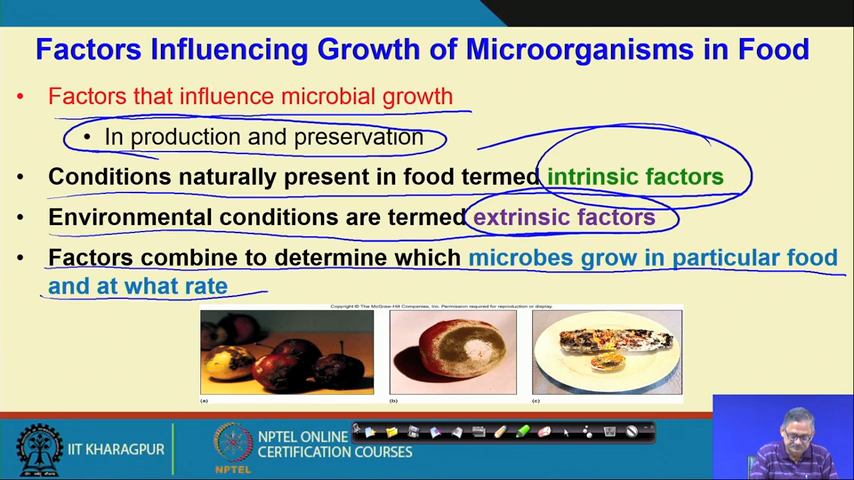 Factors Influencing Growth of Microorganisms in Food
• Factors that influence microbial growth
• In production and preservation
• Conditions naturally present in food termed intrinsic factors
• Environmental conditions are termed extrinsic factors
• Factors combine to determine which microbes grow in particular food
and at what rate
Copyright © The McGraw-Hill Companies, Inc. Permission required for reproduction or display.
(a) (b) (c)
IIT KHARAGPUR
NPTEL
NPTEL ONLINE
CERTIFICATION COURSES